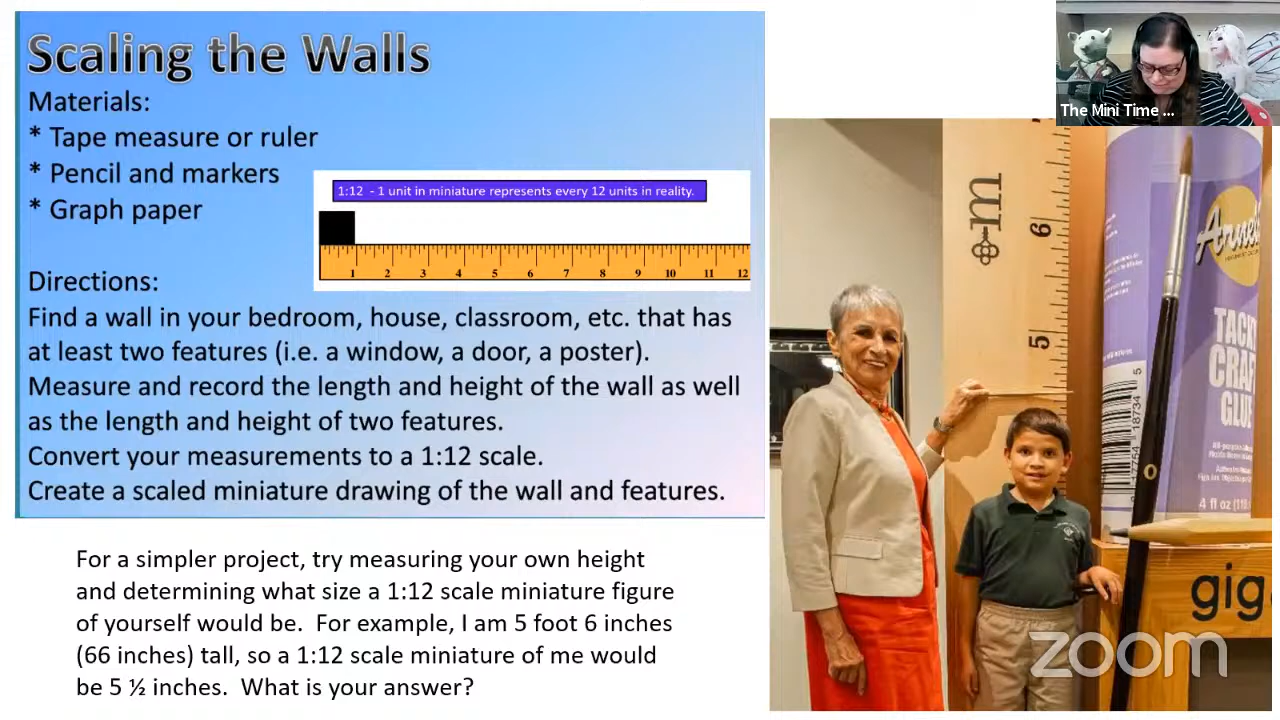 Scaling the Walls
Materials:
* Tape measure or ruler
* Pencil and markers
* Graph paper
1:12 - 1 unit in miniature represents every 12 units in reality.
1 2 3 4 5 6 7 8 9 10 11 12
Directions:
Find a wall in your bedroom, house, classroom, etc. that has
at least two features (i.e. a window, a door, a poster).
Measure and record the length and height of the wall as well
as the length and height of two features.
Convert your measurements to a 1:12 scale.
Create a scaled miniature drawing of the wall and features.
For a simpler project, try measuring your own height
and determining what size a 1:12 scale miniature figure
of yourself would be. For example, I am 5 foot 6 inches
(66 inches) tall, so a 1:12 scale miniature of me would
be 5 ½ inches. What is your answer?
The Mini Time ...
m
6
5
TACK
CRAF
GLUE
4 fl oz
gig
zoom